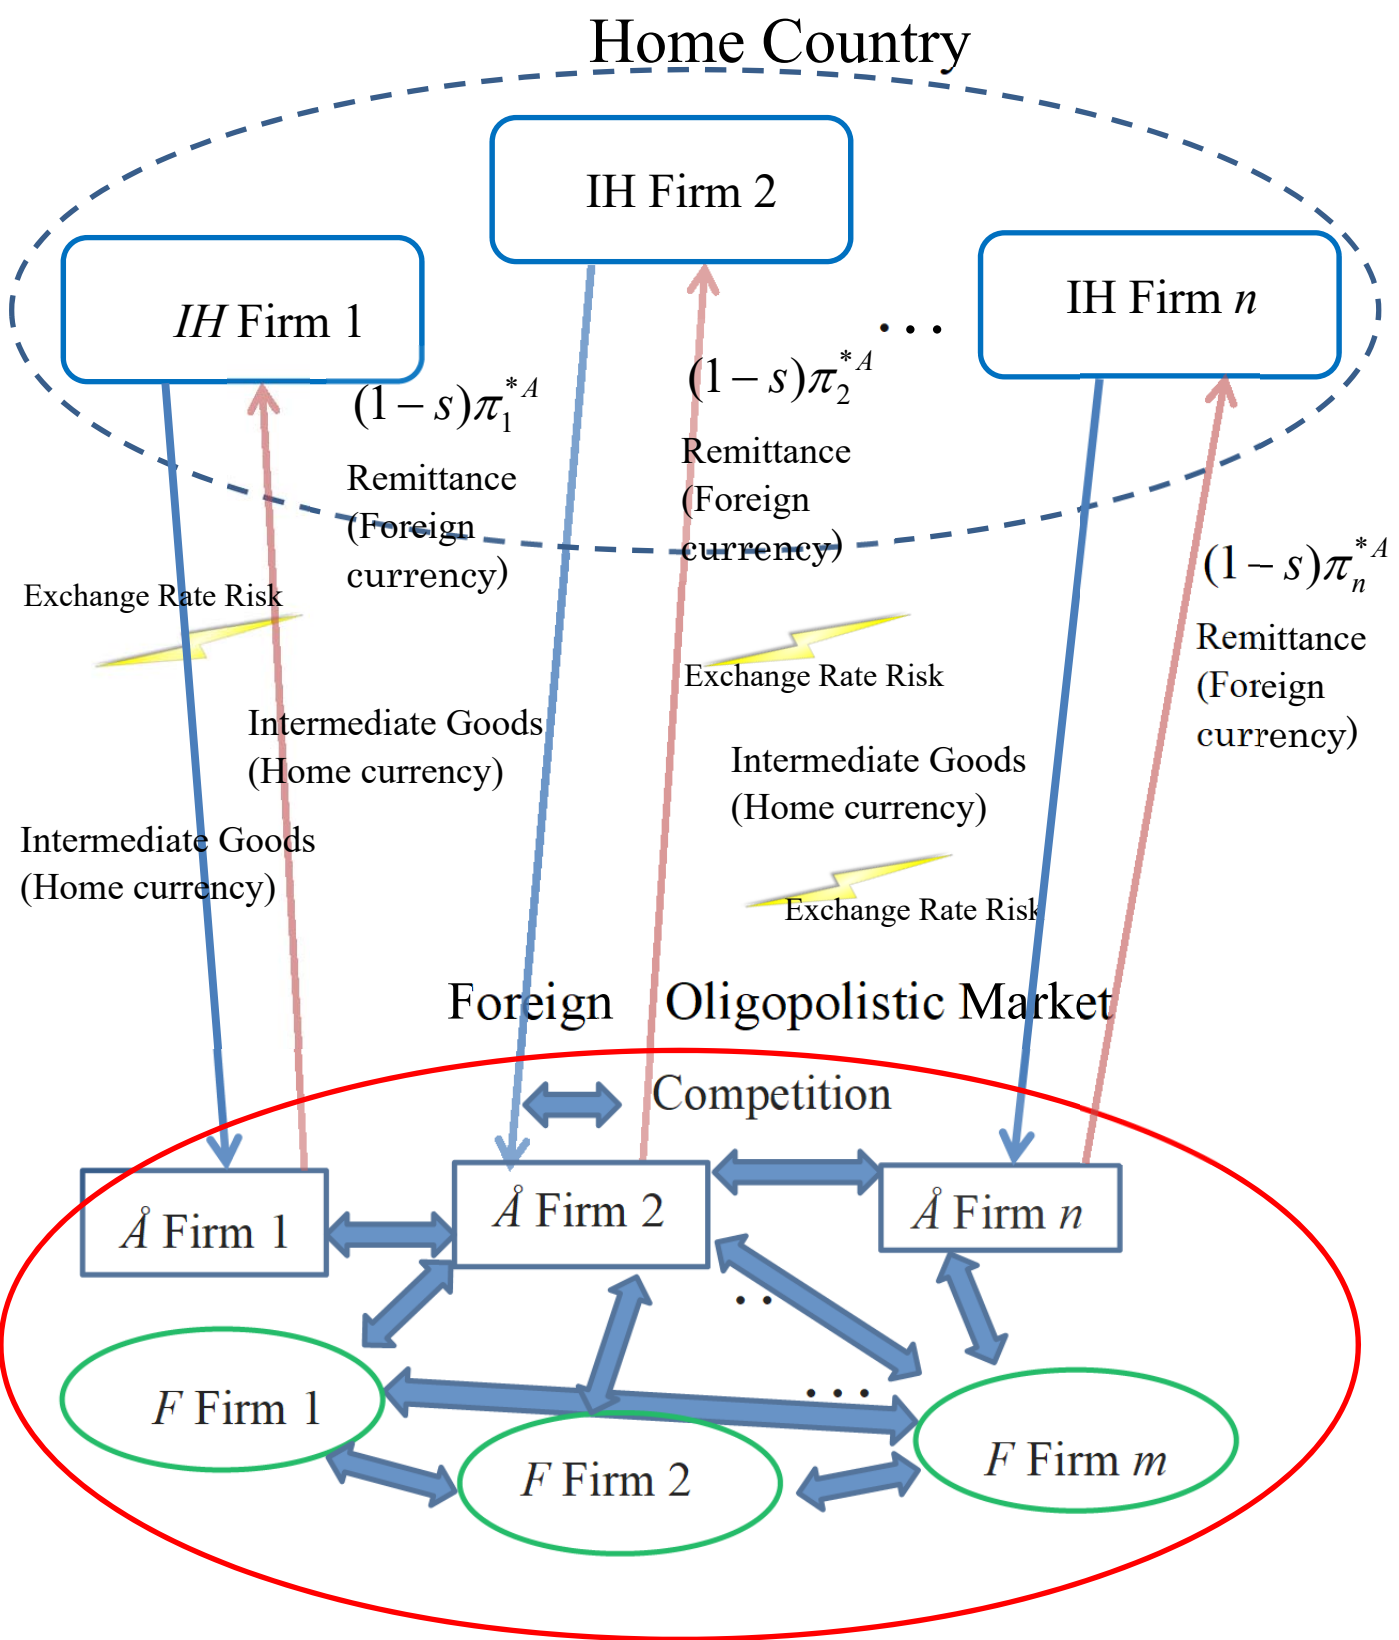 Home Country
IH Firm 2
IH Firm 1
IH Firm n
...
(1 − s)π₁*ᴬ
(1 − s)π₂*ᴬ
Remittance
(Foreign
currency)
Remittance
(Foreign
currency)
(1 − s)πₙ*ᴬ
Remittance
(Foreign
currency)
Exchange Rate Risk
Exchange Rate Risk
Intermediate Goods
(Home currency)
Intermediate Goods
(Home currency)
Intermediate Goods
(Home currency)
Exchange Rate Risk
Foreign Oligopolistic Market
Competition
Å Firm 1
Å Firm 2
Å Firm n
..
...
F Firm 1
F Firm 2
F Firm m